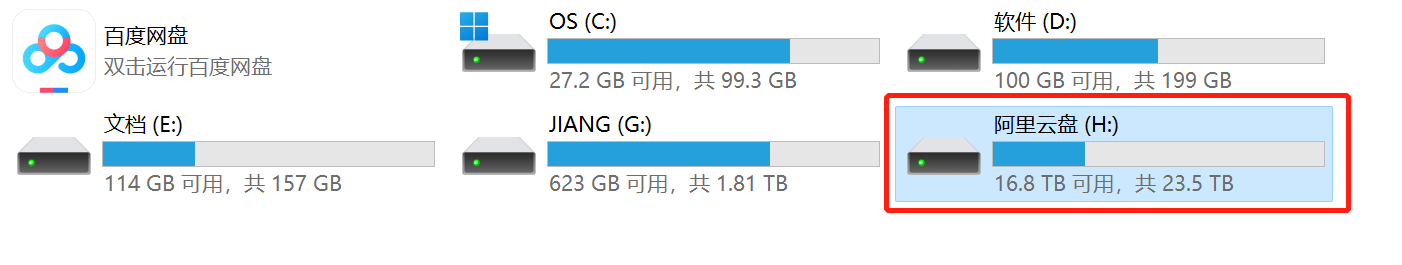 百度网盘
双击运行百度网盘
OS (C:)
27.2 GB 可用，共 99.3 GB
软件 (D:)
100 GB 可用，共 199 GB
文档 (E:)
114 GB 可用，共 157 GB
JIANG (G:)
623 GB 可用，共 1.81 TB
阿里云盘 (H:)
16.8 TB 可用，共 23.5 TB